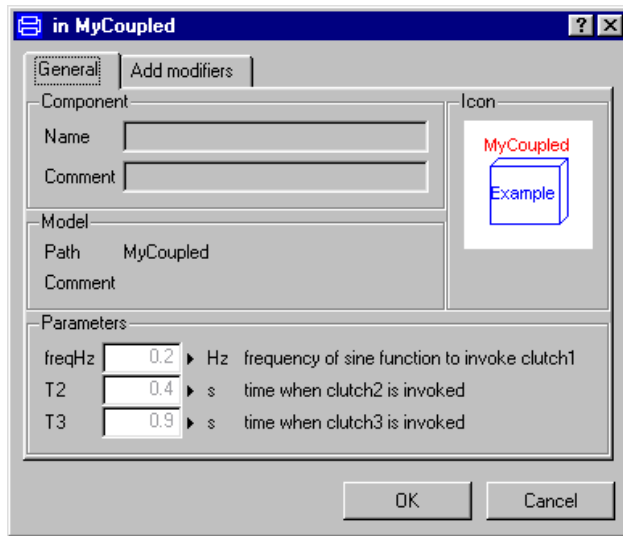 in MyCoupled
General Add modifiers
Component
Name
Comment
Icon
MyCoupled
Example
Model
Path MyCoupled
Comment
Parameters
freqHz 0.2 Hz frequency of sine function to invoke clutch1
T2 0.4 s time when clutch2 is invoked
T3 0.9 s time when clutch3 is invoked
OK Cancel